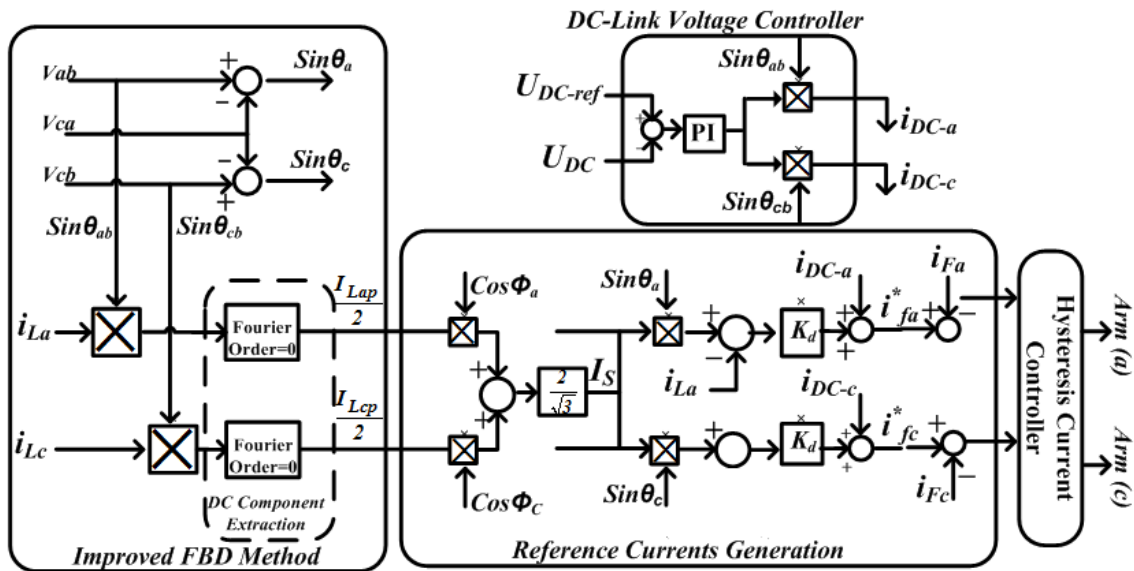 DC-Link Voltage Controller
Vab
Vca
Vcb
+
−
−
+
Sinθa
Sinθc
Sinθab
Sinθcb
iLa
iLc
Fourier
Order=0
Fourier
Order=0
DC Component
Extraction
ILap
2
ILcp
2
Improved FBD Method
UDC-ref
UDC
+
−
PI
Sinθab
Sinθcb
iDC-a
iDC-c
CosΦa
CosΦC
+
+
2
√3
IS
Sinθa
Sinθc
+
−
iLa
+
Kd
Kd
iDC-a
iDC-c
+
+
+
+
i*fa
i*fc
iFa
iFc
+
−
+
−
Reference Currents Generation
Hysteresis Current
Controller
Arm (a)
Arm (c)